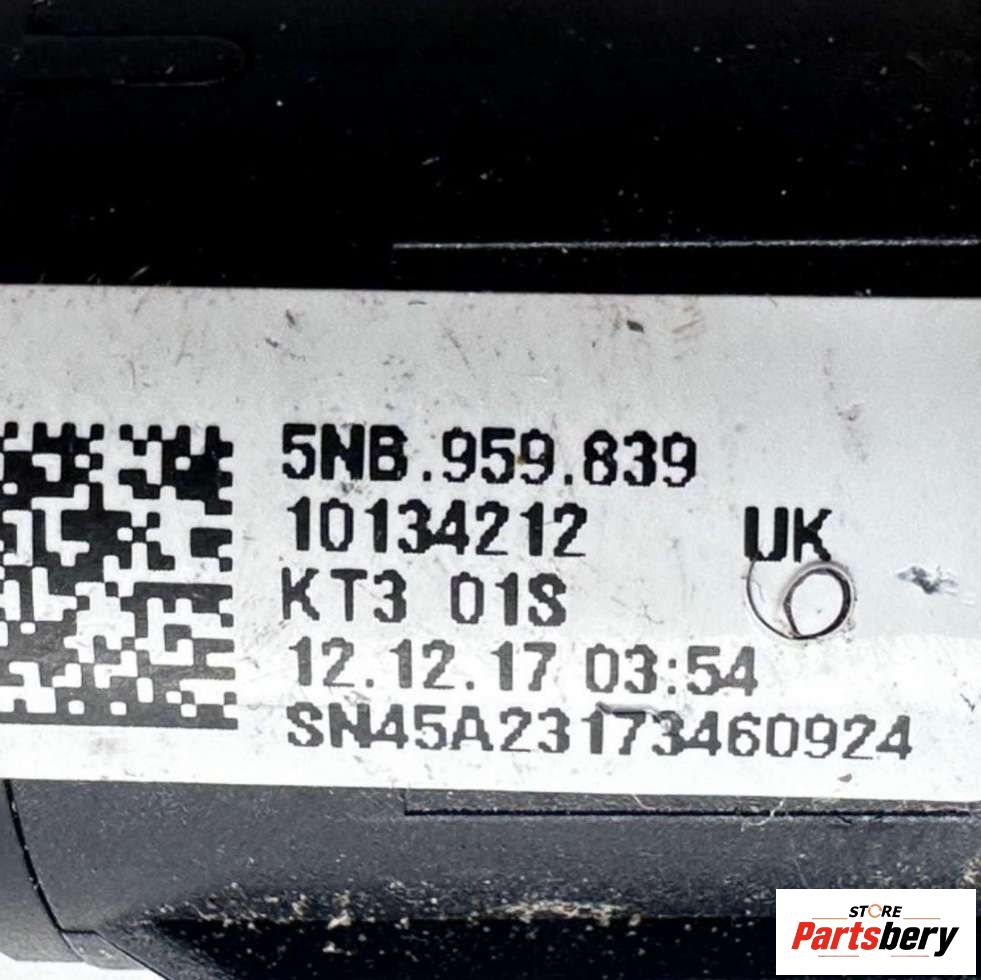 5NB.959.839
10134212
UK
KT3 01S
12.12.17 03:54
SN45A23173460924
STORE
Partsbery